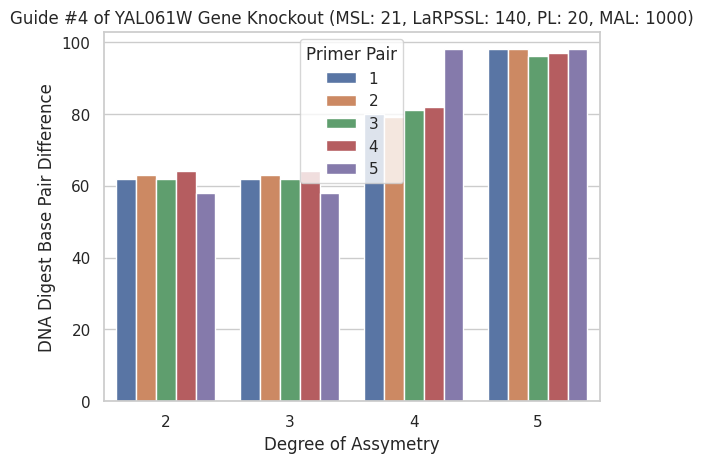 Guide #4 of YAL061W Gene Knockout (MSL: 21, LaRPSSL: 140, PL: 20, MAL: 1000)
100
80
60
40
20
0
DNA Digest Base Pair Difference
Primer Pair
1
2
3
4
5
2 3 4 5
Degree of Assymetry